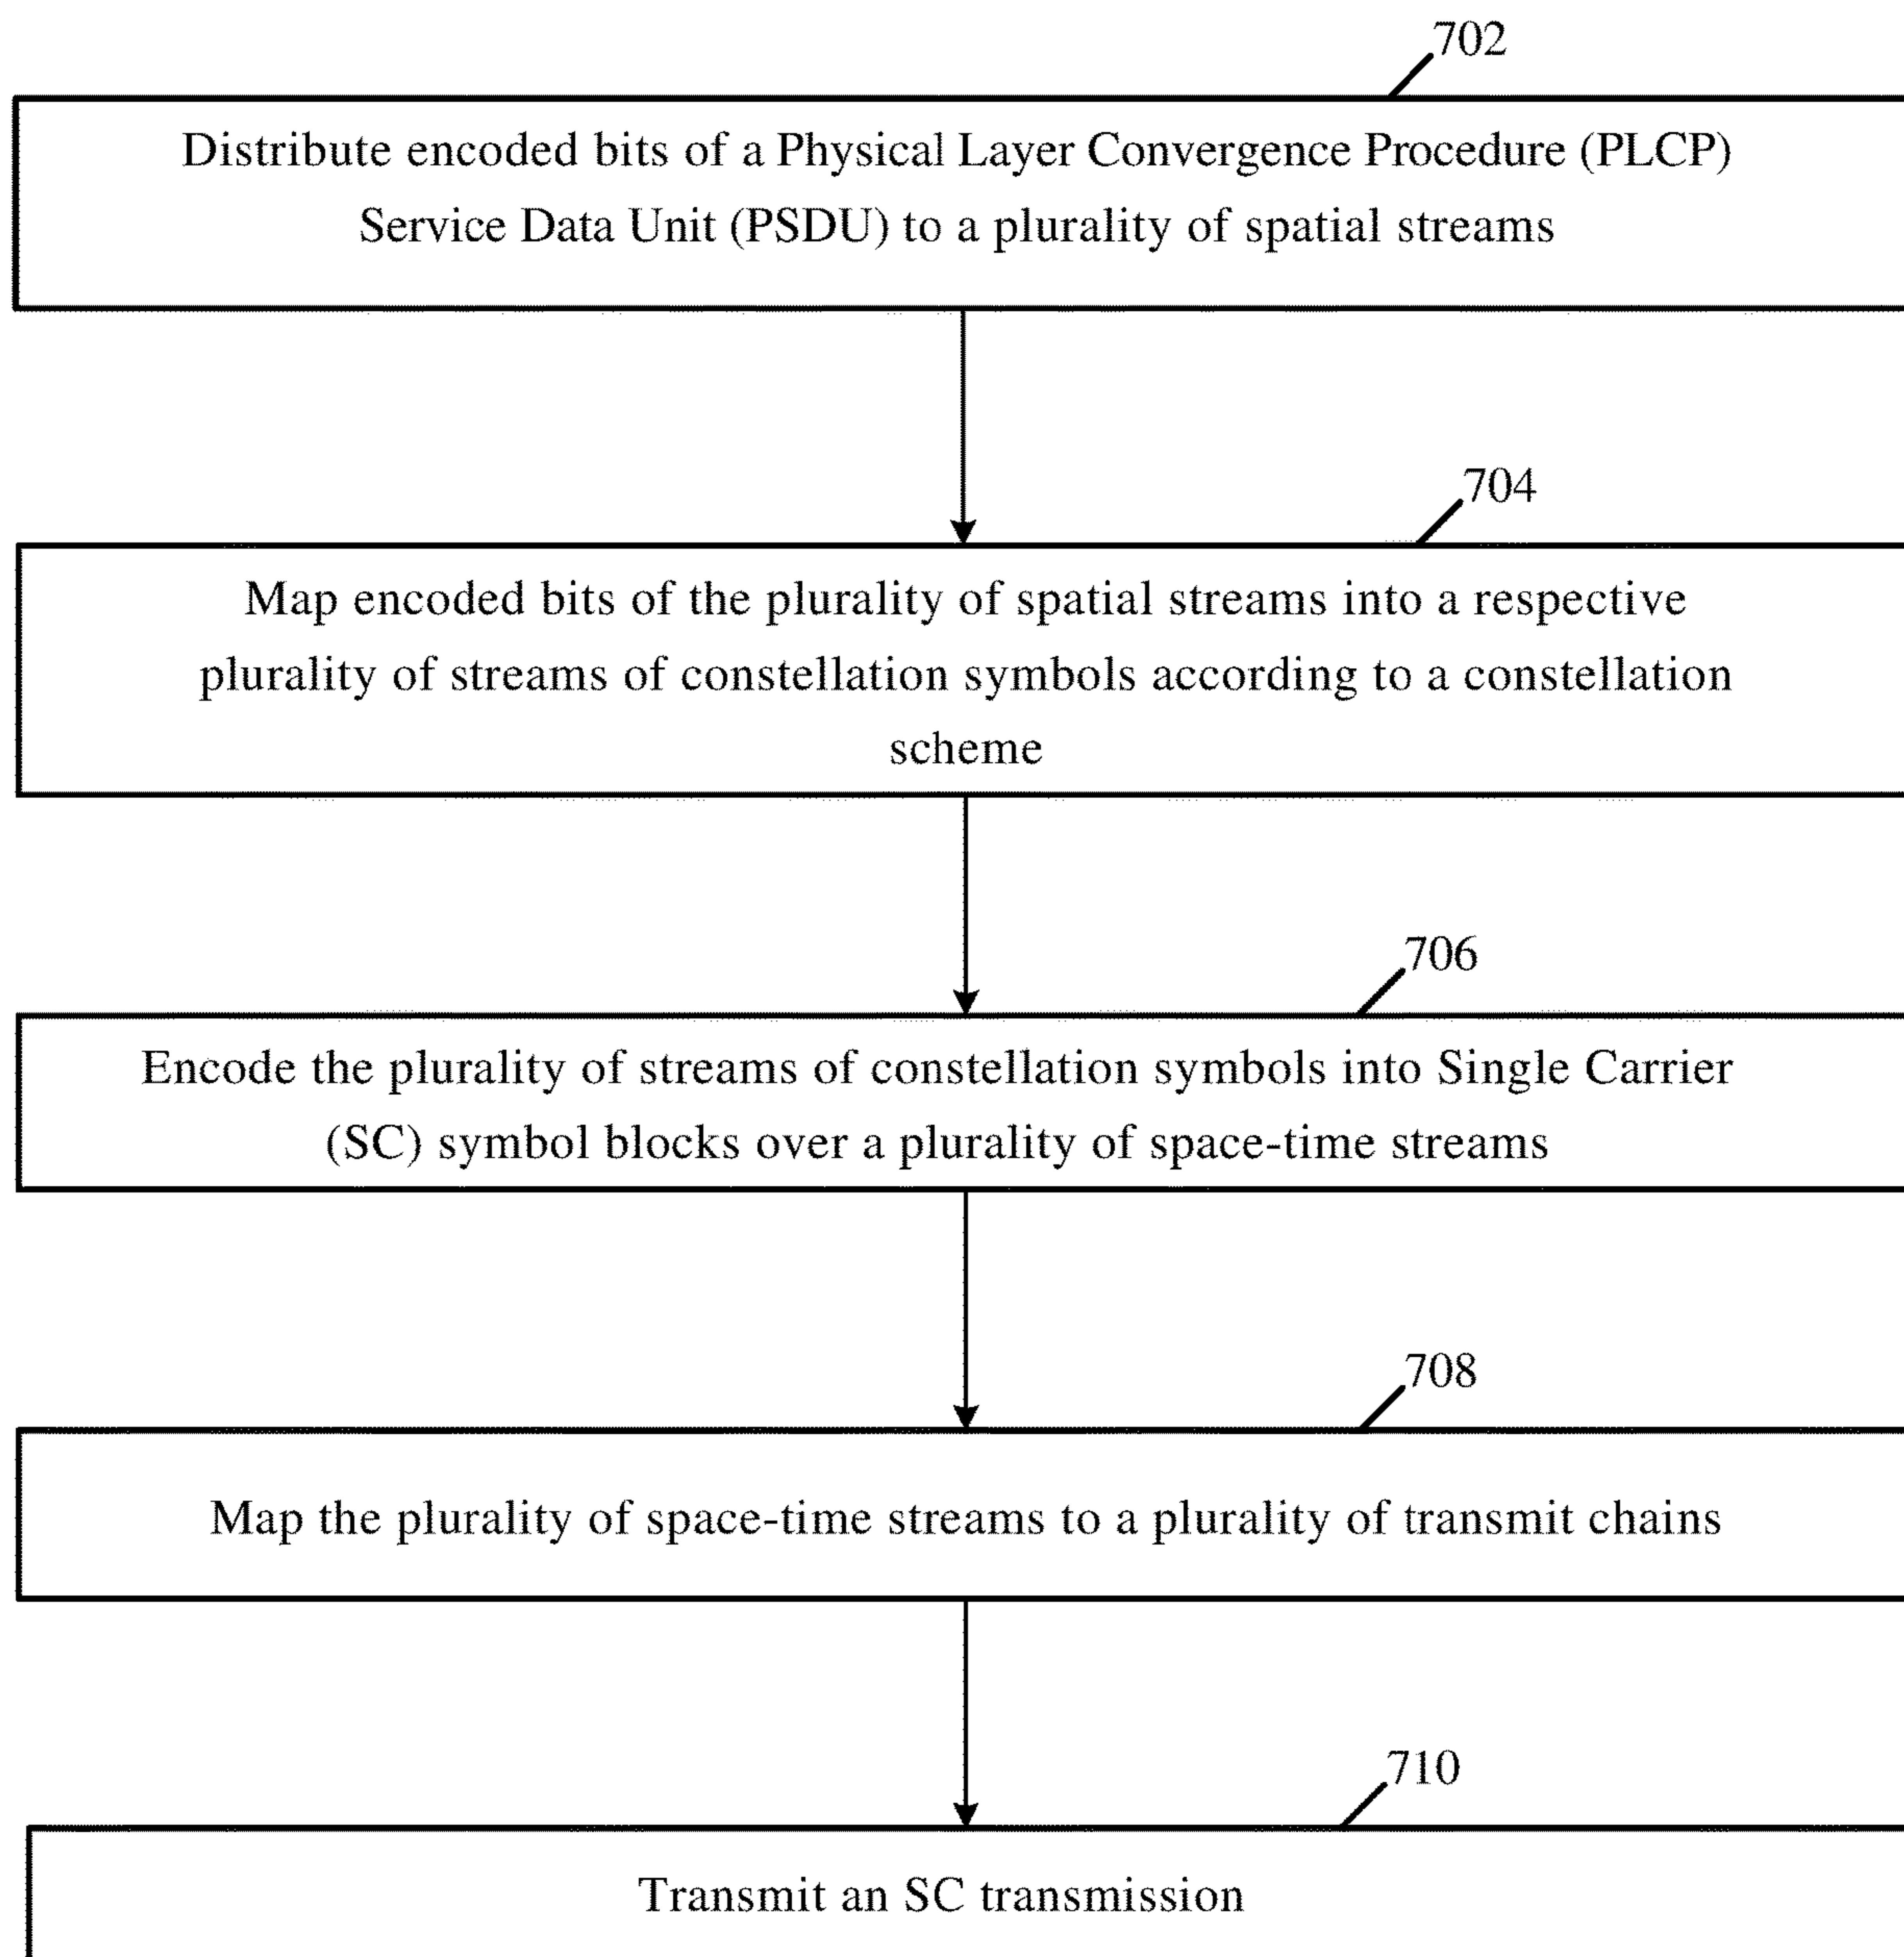 702
Distribute encoded bits of a Physical Layer Convergence Procedure (PLCP)
Service Data Unit (PSDU) to a plurality of spatial streams
704
Map encoded bits of the plurality of spatial streams into a respective
plurality of streams of constellation symbols according to a constellation
scheme
706
Encode the plurality of streams of constellation symbols into Single Carrier
(SC) symbol blocks over a plurality of space-time streams
708
Map the plurality of space-time streams to a plurality of transmit chains
710
Transmit an SC transmission